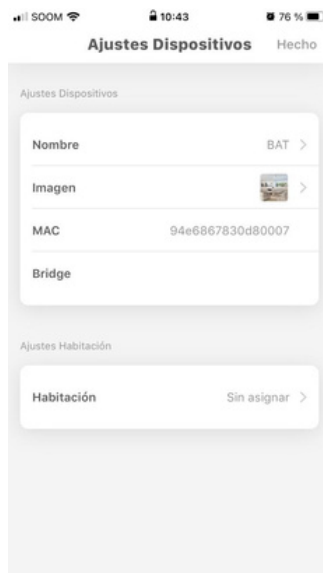 SOOM 10:43 76 %
Ajustes Dispositivos Hecho
Ajustes Dispositivos
Nombre BAT
Imagen
MAC 94e6867830d80007
Bridge
Ajustes Habitación
Habitación Sin asignar